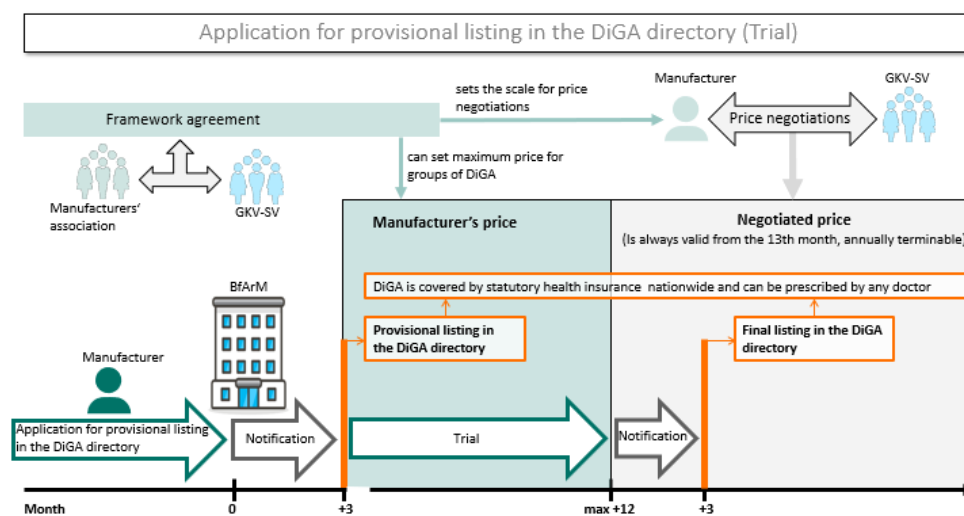 Application for provisional listing in the DiGA directory (Trial)
Manufacturer
GKV-SV
sets the scale for price
negotiations
Framework agreement
Price negotiations
can set maximum price for
groups of DiGA
Manufacturers'
association
GKV-SV
Manufacturer's price
Negotiated price
(Is always valid from the 13th month, annually terminable)
BfArM
DiGA is covered by statutory health insurance nationwide and can be prescribed by any doctor
Provisional listing in
the DiGA directory
Final listing in the DiGA
directory
Manufacturer
Application for provisional listing
in the DiGA directory
Notification
Trial
Notification
Month
0
+3
max +12
+3